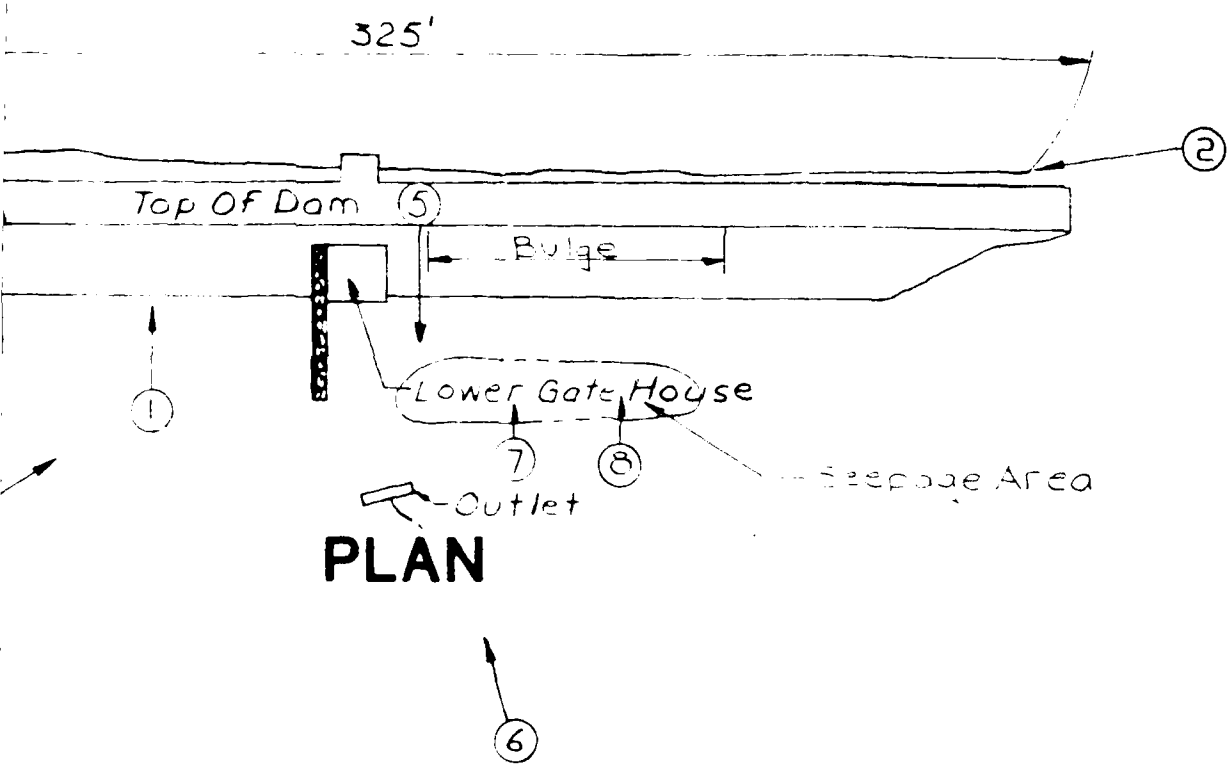 325'
2
Top Of Dam 5
Bulge
1
Lower Gate House
7 8
Seepage Area
Outlet
PLAN
6